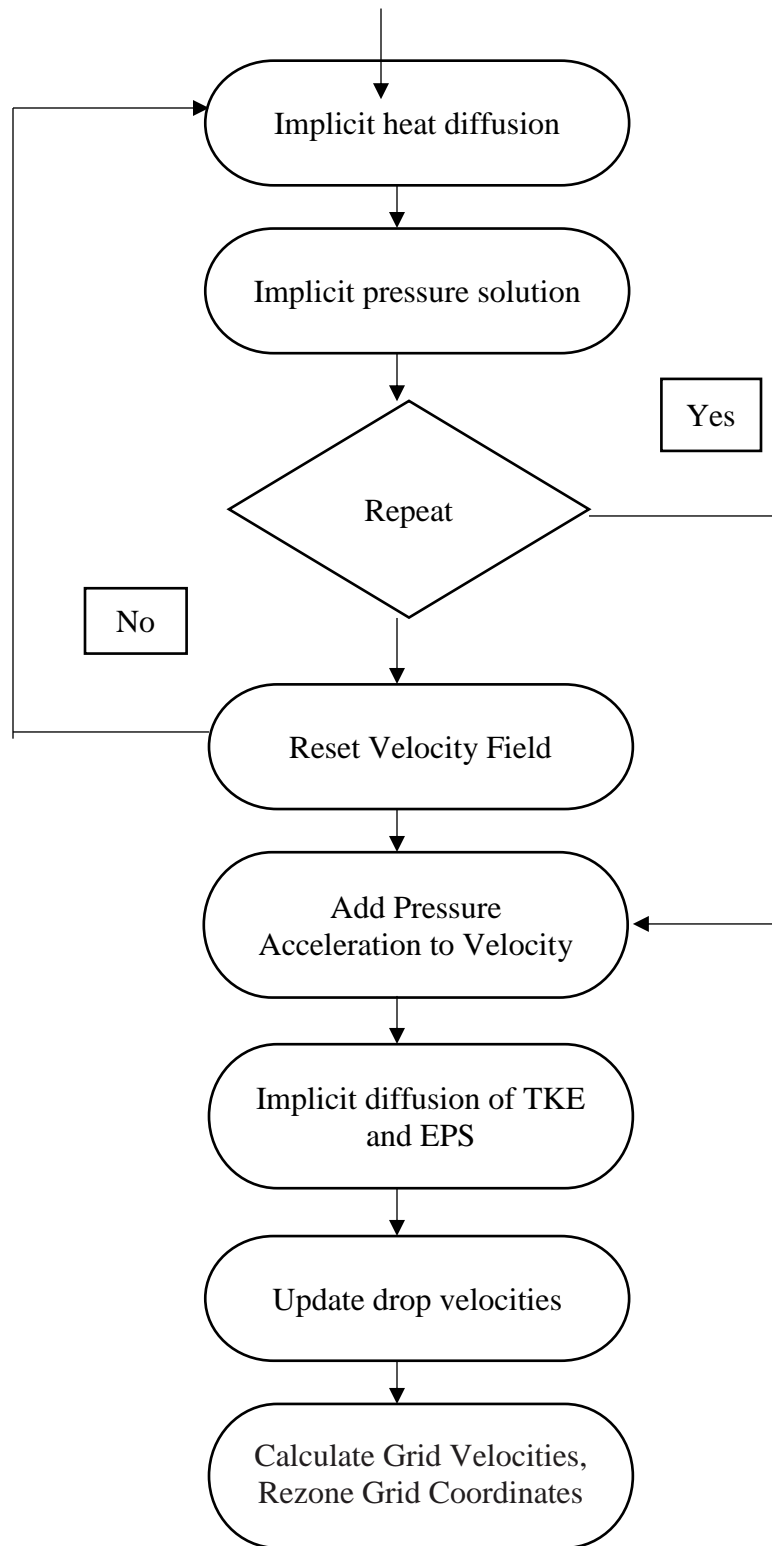 Implicit heat diffusion
Implicit pressure solution
Yes
Repeat
No
Reset Velocity Field
Add Pressure
Acceleration to Velocity
Implicit diffusion of TKE
and EPS
Update drop velocities
Calculate Grid Velocities,
Rezone Grid Coordinates